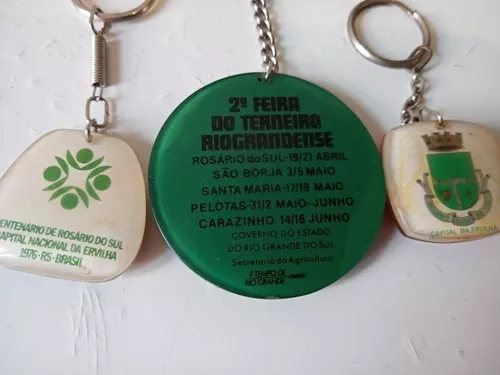 CENTENÁRIO DE ROSÁRIO DO SUL
CAPITAL NACIONAL DA ERVILHA
1976 - RS - BRASIL
2ª FEIRA
DO TERNEIRO
RIOGRANDENSE
ROSÁRIO do SUL - 19/21 ABRIL
SÃO BORJA 3/5 MAIO
SANTA MARIA - 17/19 MAIO
PELOTAS - 31/2 MAIO - JUNHO
CARAZINHO 14/16 JUNHO
GOVERNO DO ESTADO
DO RIO GRANDE DO SUL
Secretaria da Agricultura
É TEMPO DE
RIO GRANDE
CAPITAL DA ERVILHA